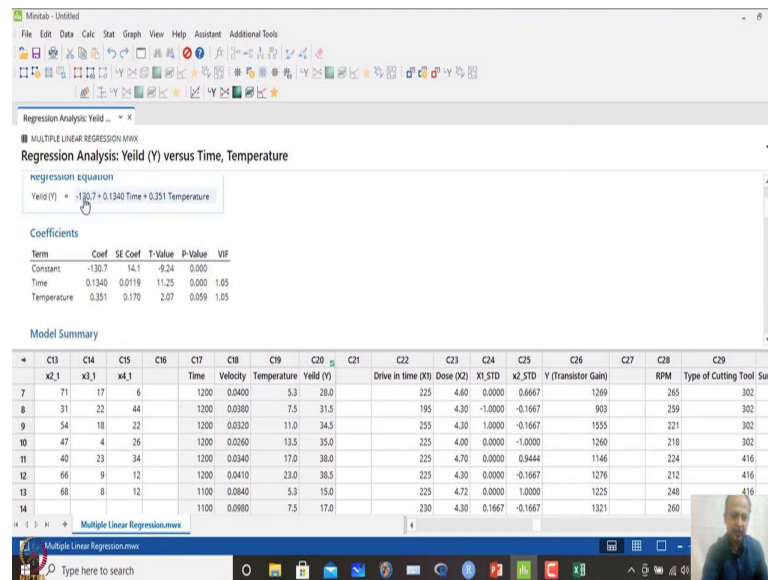 Minitab - Untitled
File Edit Data Calc Stat Graph View Help Assistant Additional Tools
Regression Analysis: Yeild ...
MULTIPLE LINEAR REGRESSION.MWX
Regression Analysis: Yeild (Y) versus Time, Temperature
Regression Equation
Yeild (Y) = -130.7 + 0.1340 Time + 0.351 Temperature
Coefficients
Term Coef SE Coef T-Value P-Value VIF
Constant -130.7 14.1 -9.24 0.000
Time 0.1340 0.0119 11.25 0.000 1.05
Temperature 0.351 0.170 2.07 0.059 1.05
Model Summary
C13 C14 C15 C16 C17 C18 C19 C20 C21 C22 C23 C24 C25 C26 C27 C28 C29
x2_1 x3_1 x4_1 Time Velocity Temperature Yeild (Y) Drive in time (X1) Dose (X2) X1_STD x2_STD Y (Transistor Gain) RPM Type of Cutting Tool Su
7 71 17 6 1200 0.0400 5.3 28.0 225 4.60 0.0000 0.6667 1269 265 302
8 31 22 44 1200 0.0380 7.5 31.5 195 4.30 -1.0000 -0.1667 903 259 302
9 54 18 22 1200 0.0320 11.0 34.5 255 4.30 1.0000 -0.1667 1555 221 302
10 47 4 26 1200 0.0260 13.5 35.0 225 4.00 0.0000 -1.0000 1260 218 302
11 40 23 34 1200 0.0340 17.0 38.0 225 4.70 0.0000 0.9444 1146 224 416
12 66 9 12 1200 0.0410 23.0 38.5 225 4.30 0.0000 -0.1667 1276 212 416
13 68 8 12 1100 0.0840 5.3 15.0 225 4.72 0.0000 1.0000 1225 248 416
14 1100 0.0980 7.5 17.0 230 4.30 0.1667 -0.1667 1321 260
Multiple Linear Regression.mwx
Multiple Linear Regression.mwx
Type here to search
NPTEL